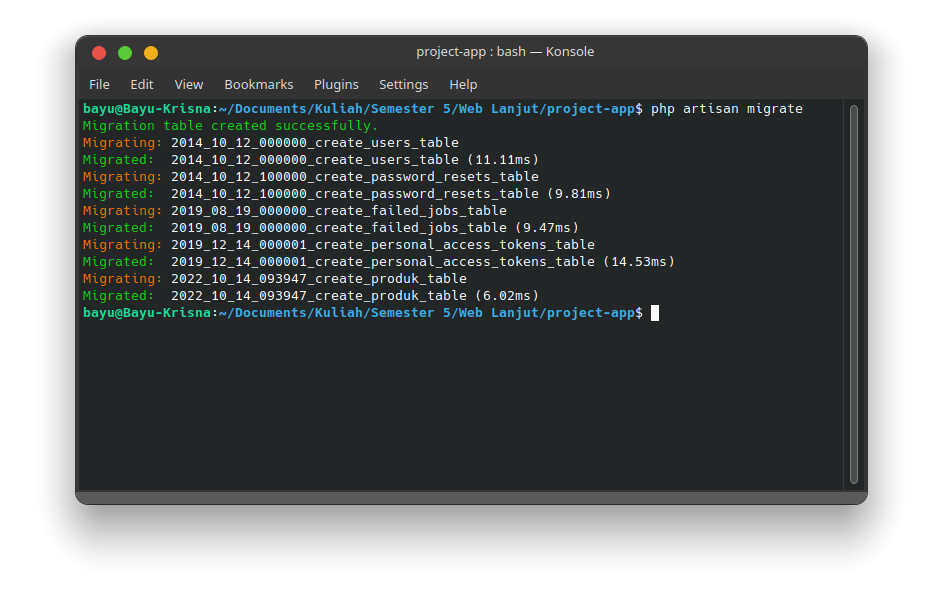 project-app : bash — Konsole
File Edit View Bookmarks Plugins Settings Help
bayu@Bayu-Krisna:~/Documents/Kuliah/Semester 5/Web Lanjut/project-app$ php artisan migrate
Migration table created successfully.
Migrating: 2014_10_12_000000_create_users_table
Migrated:  2014_10_12_000000_create_users_table (11.11ms)
Migrating: 2014_10_12_100000_create_password_resets_table
Migrated:  2014_10_12_100000_create_password_resets_table (9.81ms)
Migrating: 2019_08_19_000000_create_failed_jobs_table
Migrated:  2019_08_19_000000_create_failed_jobs_table (9.47ms)
Migrating: 2019_12_14_000001_create_personal_access_tokens_table
Migrated:  2019_12_14_000001_create_personal_access_tokens_table (14.53ms)
Migrating: 2022_10_14_093947_create_produk_table
Migrated:  2022_10_14_093947_create_produk_table (6.02ms)
bayu@Bayu-Krisna:~/Documents/Kuliah/Semester 5/Web Lanjut/project-app$